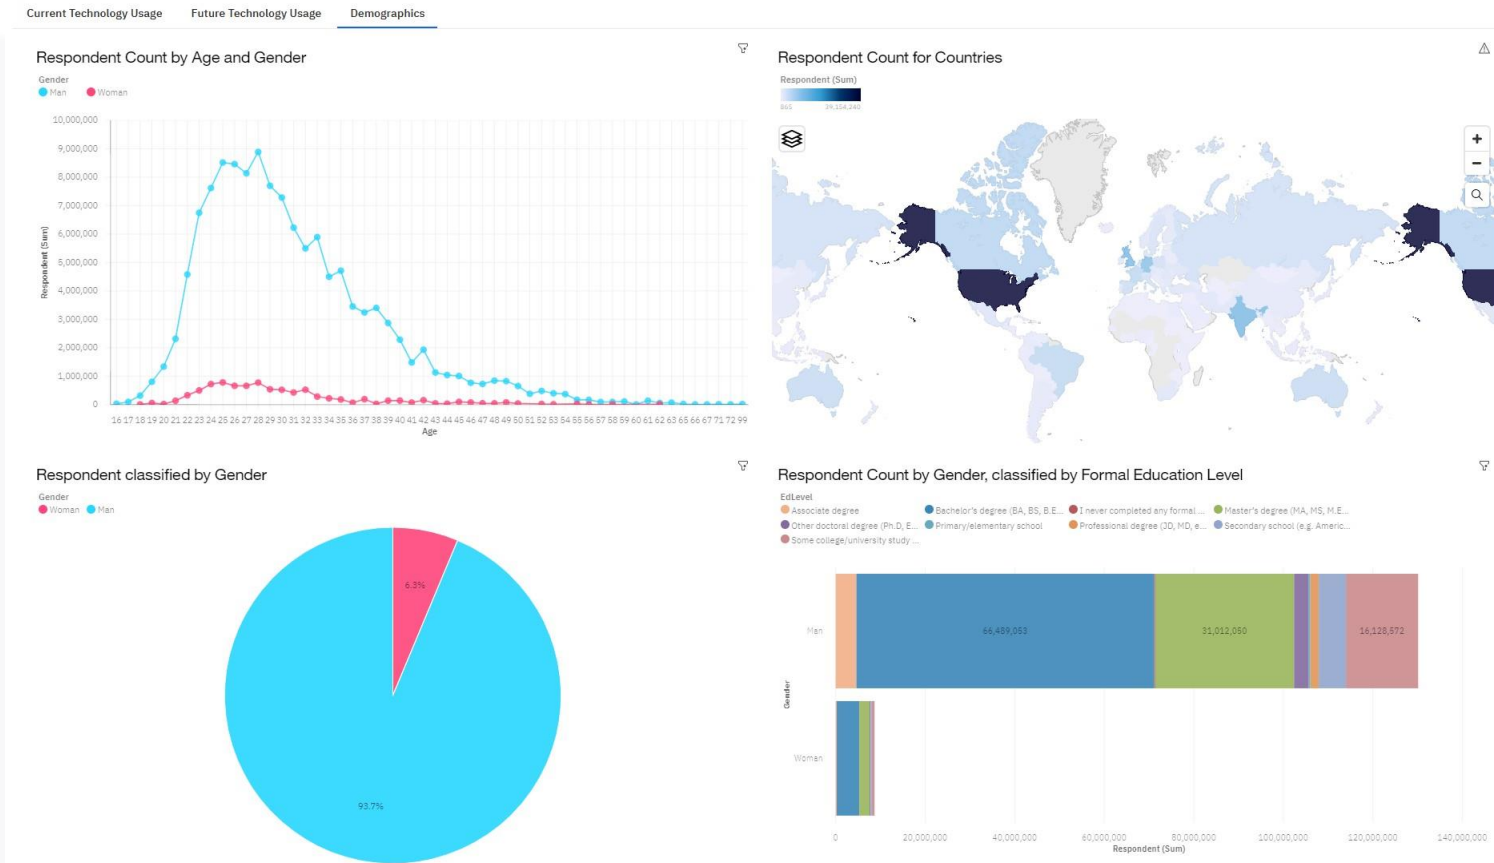 Current Technology Usage Future Technology Usage Demographics
Respondent Count by Age and Gender
Gender
Man Woman
10,000,000
9,000,000
8,000,000
7,000,000
6,000,000
5,000,000
4,000,000
3,000,000
2,000,000
1,000,000
0
Respondent (Sum)
16 17 18 19 20 21 22 23 24 25 26 27 28 29 30 31 32 33 34 35 36 37 38 39 40 41 42 43 44 45 46 47 48 49 50 51 52 53 54 55 56 57 58 59 60 61 62 63 65 66 67 71 72 99
Age
Respondent Count for Countries
Respondent (Sum)
865 39,156,240
Respondent classified by Gender
Gender
Woman Man
6.3%
93.7%
Respondent Count by Gender, classified by Formal Education Level
EdLevel
Associate degree Bachelor's degree (BA, BS, B.E... I never completed any formal ... Master's degree (MA, MS, M.E...
Other doctoral degree (Ph.D, E... Primary/elementary school Professional degree (JD, MD, e... Secondary school (e.g. Americ...
Some college/university study ...
Man
66,459,053 31,012,050 16,128,572
Gender
Woman
0 20,000,000 40,000,000 60,000,000 80,000,000 100,000,000 120,000,000 140,000,000
Respondent (Sum)